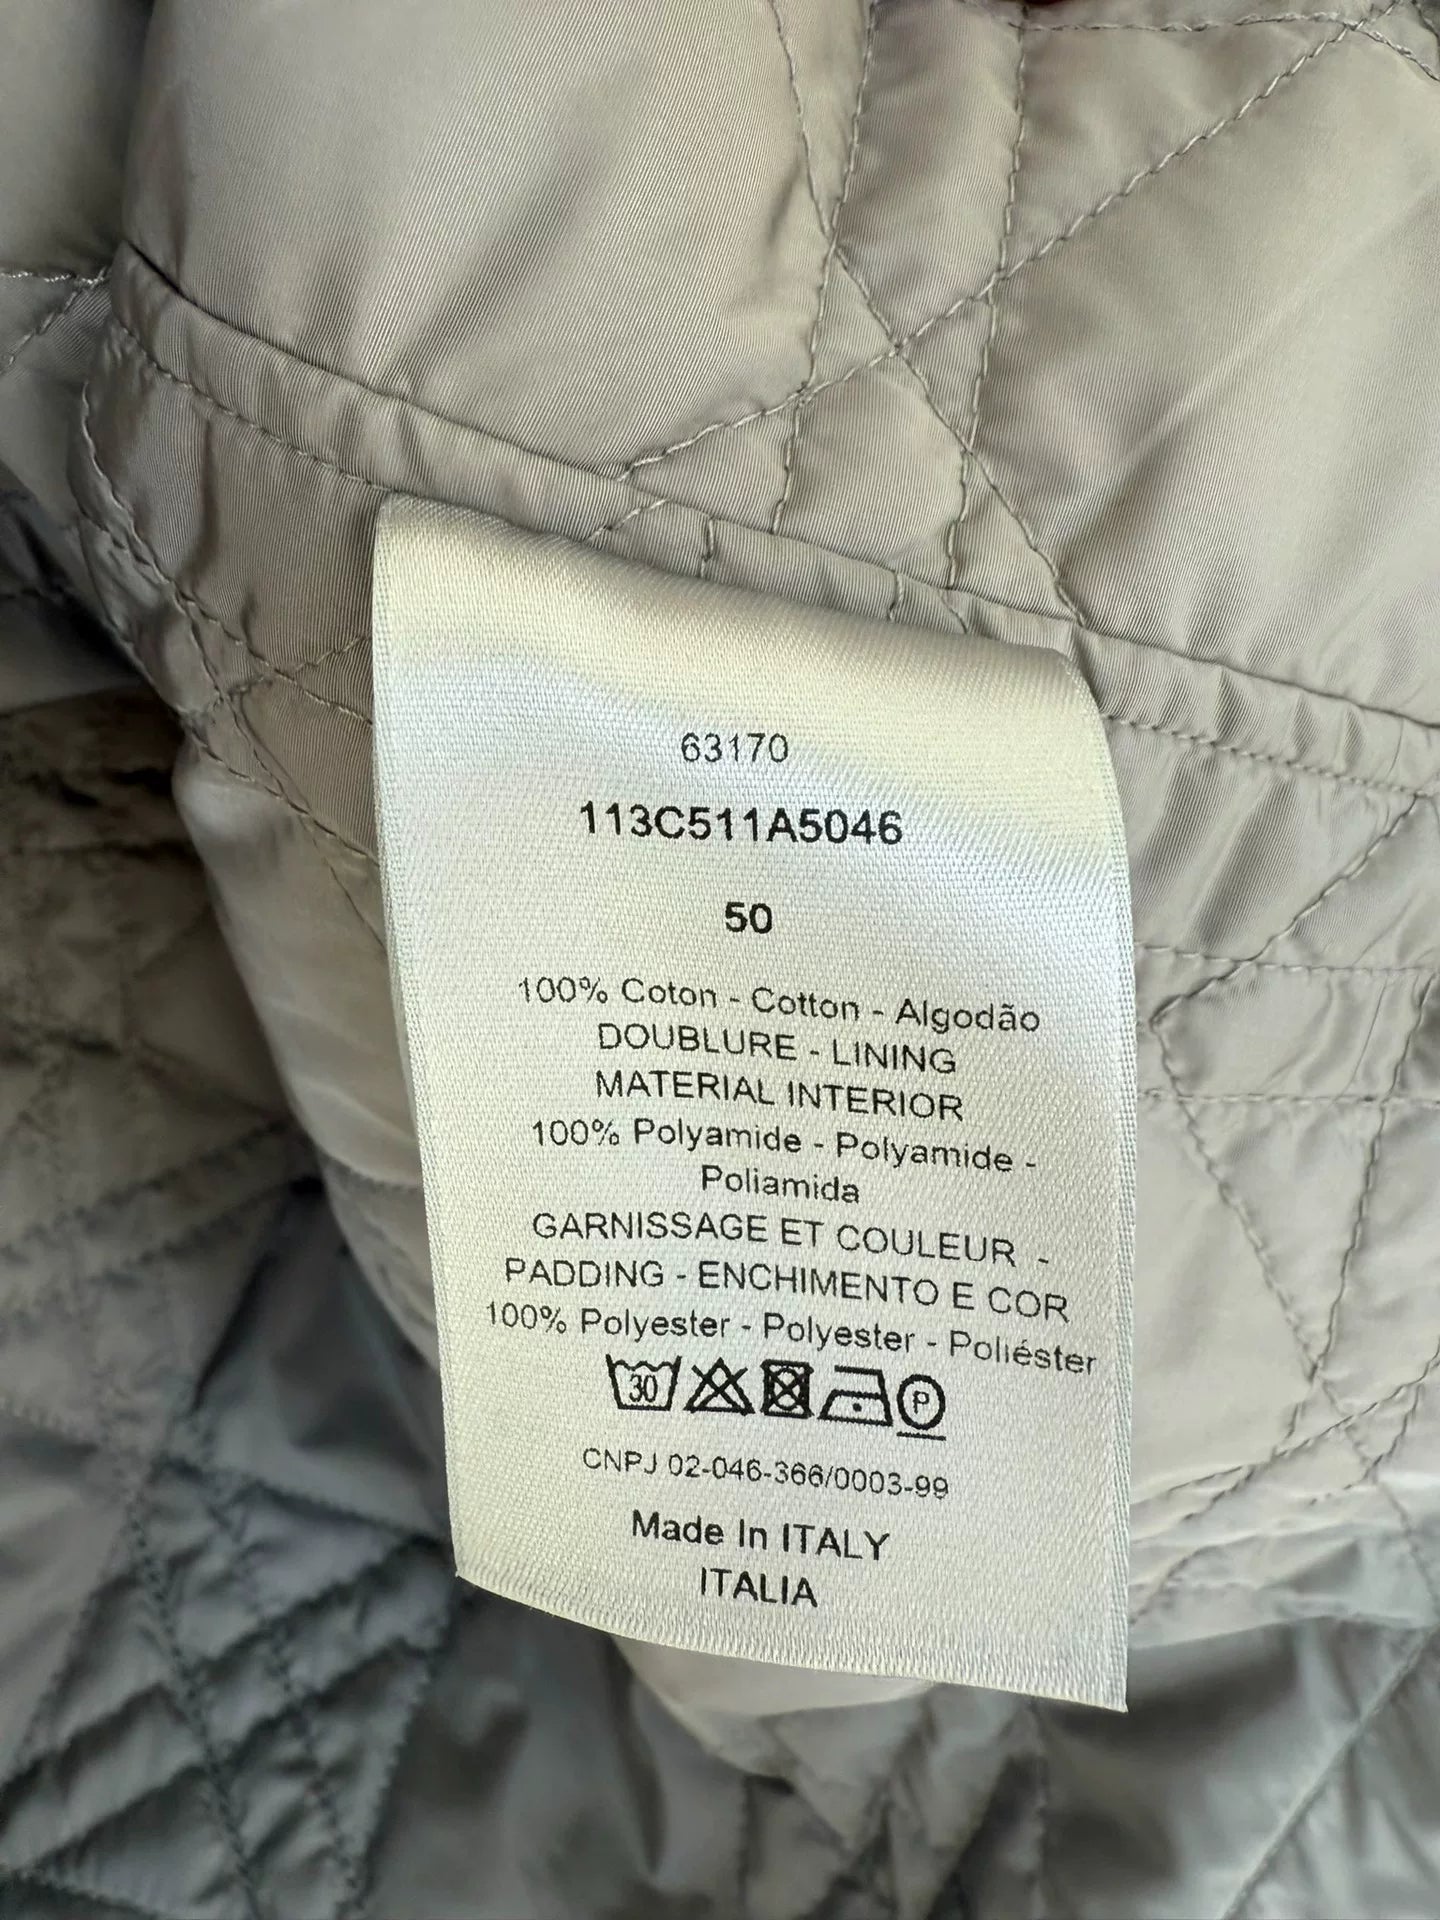 63170
113C511A5046
50
100% Coton - Cotton - Algodão
DOUBLURE - LINING
MATERIAL INTERIOR
100% Polyamide - Polyamide -
Poliamida
GARNISSAGE ET COULEUR -
PADDING - ENCHIMENTO E COR
100% Polyester - Polyester - Poliéster
30 P
CNPJ 02-046-366/0003-99
Made In ITALY
ITALIA